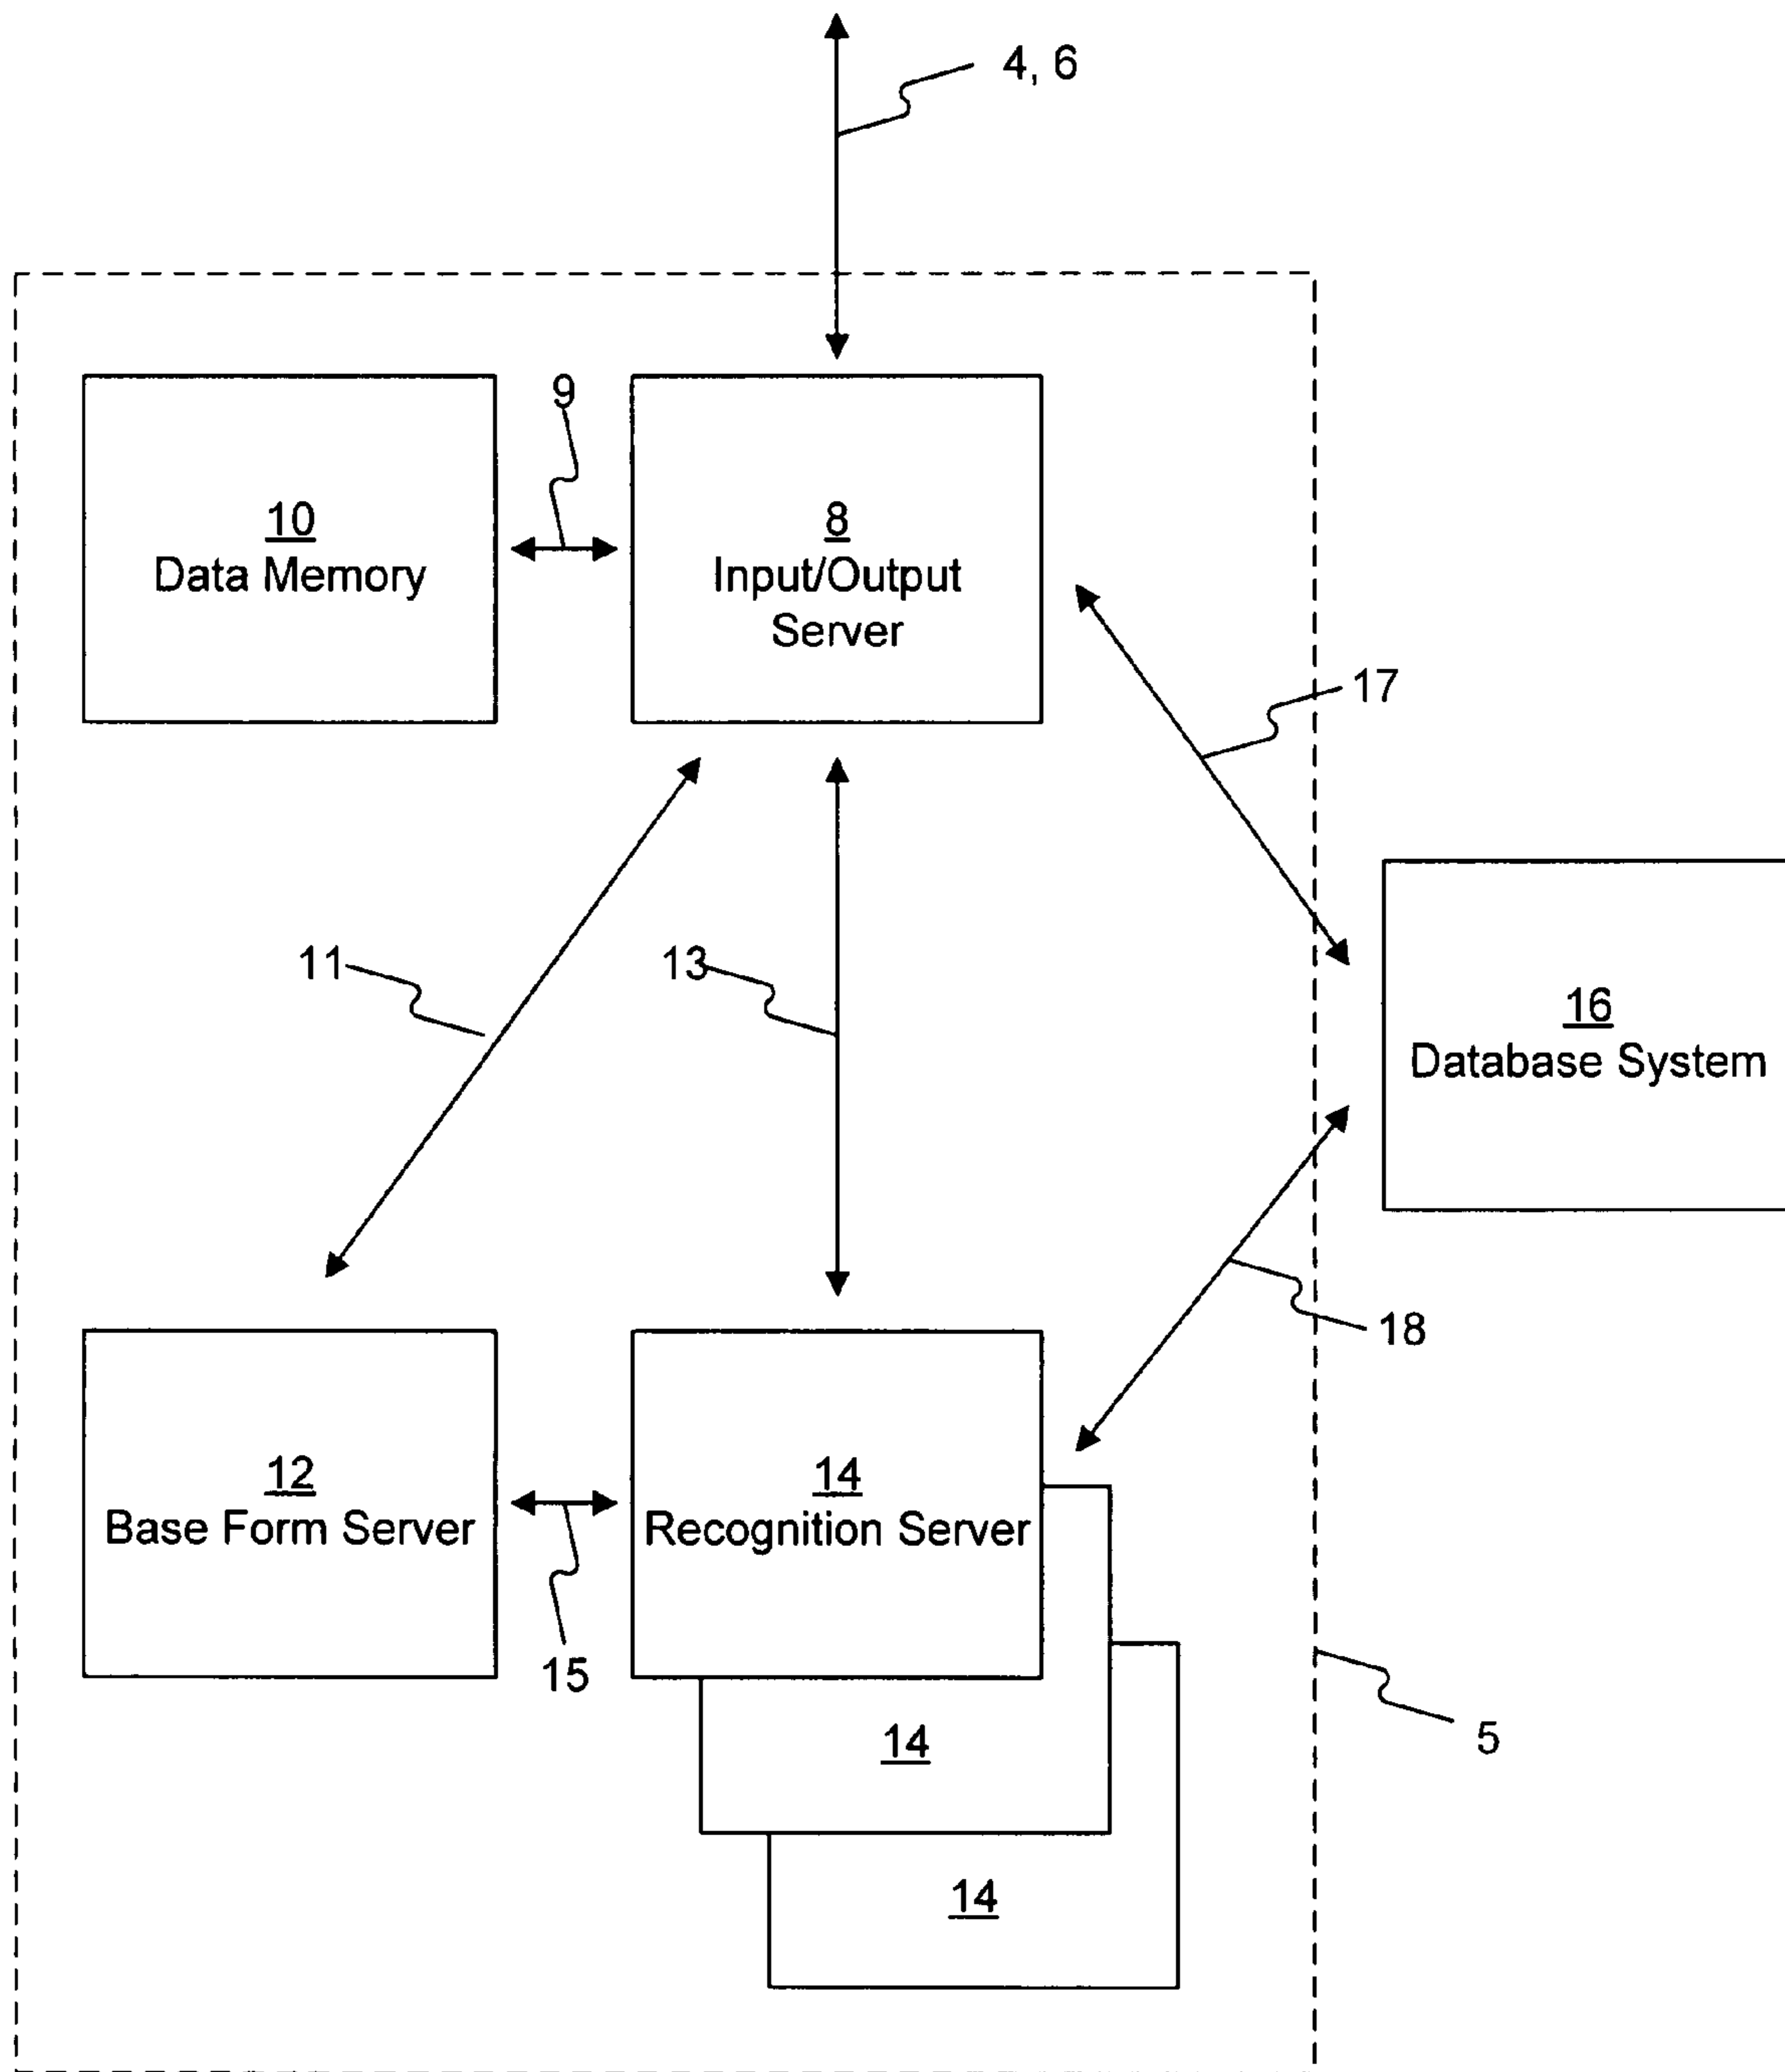 4, 6
9
10
Data Memory
8
Input/Output
Server
17
11
13
16
Database System
18
12
Base Form Server
14
Recognition Server
15
14
5
14